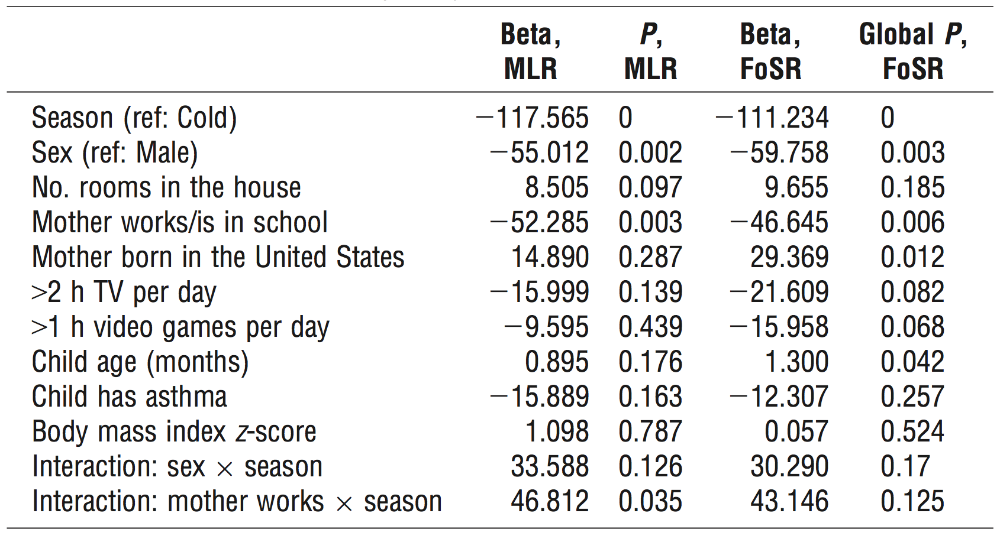 Beta, MLR P, MLR Beta, FoSR Global P, FoSR
Season (ref: Cold) −117.565 0 −111.234 0
Sex (ref: Male) −55.012 0.002 −59.758 0.003
No. rooms in the house 8.505 0.097 9.655 0.185
Mother works/is in school −52.285 0.003 −46.645 0.006
Mother born in the United States 14.890 0.287 29.369 0.012
>2 h TV per day −15.999 0.139 −21.609 0.082
>1 h video games per day −9.595 0.439 −15.958 0.068
Child age (months) 0.895 0.176 1.300 0.042
Child has asthma −15.889 0.163 −12.307 0.257
Body mass index z-score 1.098 0.787 0.057 0.524
Interaction: sex × season 33.588 0.126 30.290 0.17
Interaction: mother works × season 46.812 0.035 43.146 0.125